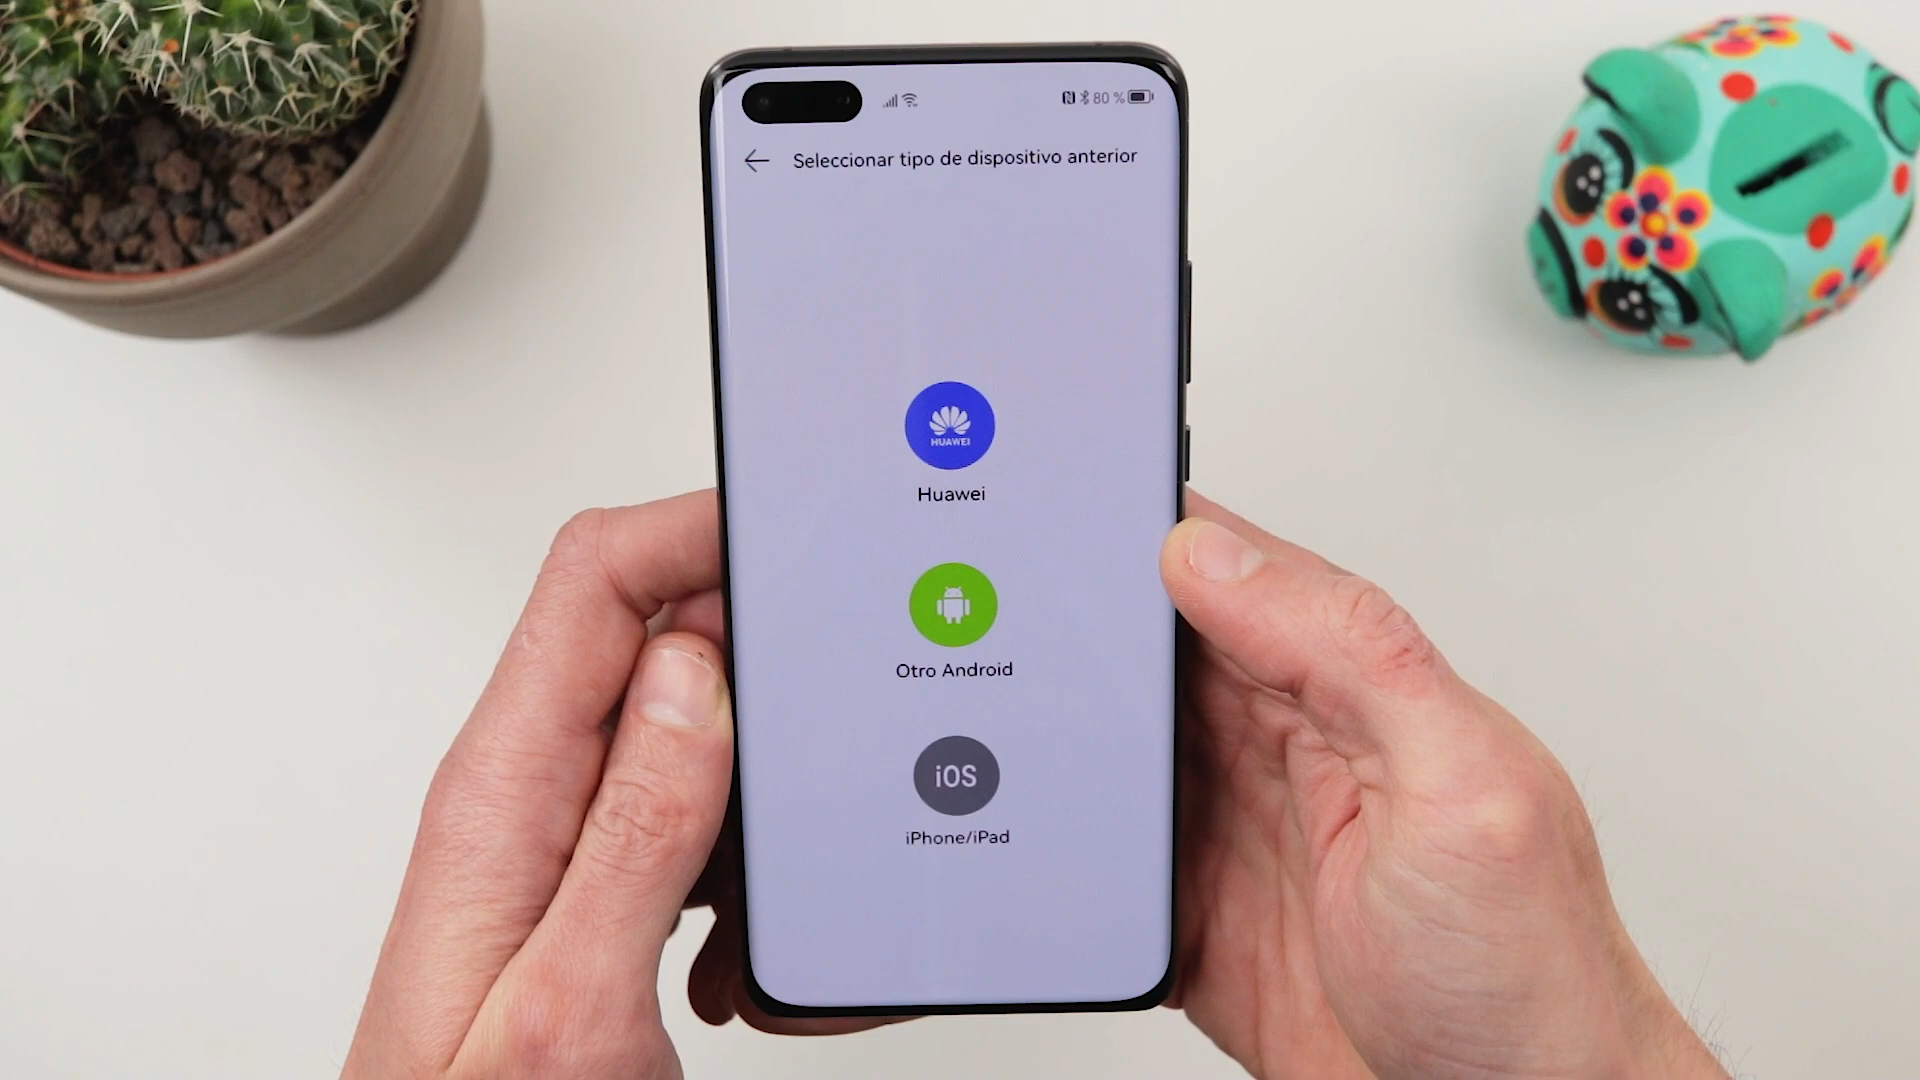 80 %
Seleccionar tipo de dispositivo anterior
HUAWEI
Huawei
Otro Android
iOS
iPhone/iPad